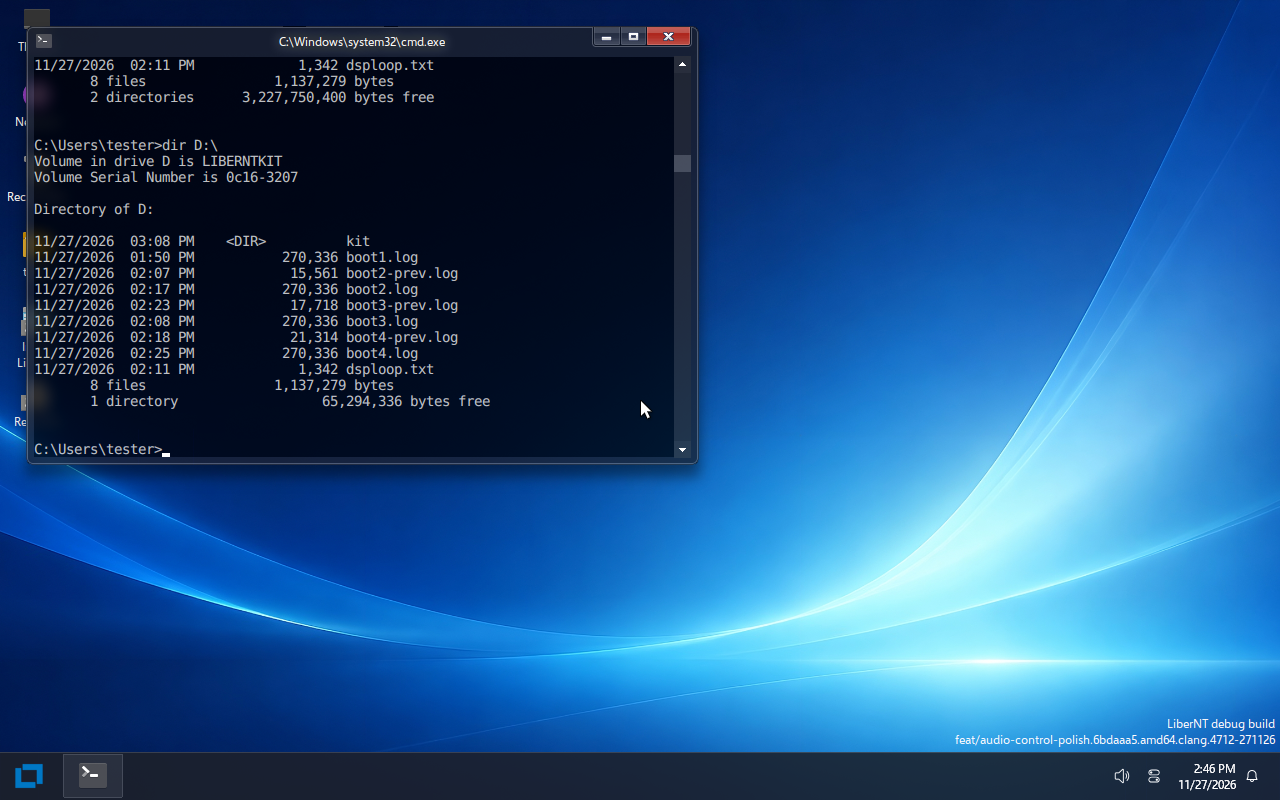 C:\Windows\system32\cmd.exe
11/27/2026  02:11 PM             1,342 dsploop.txt
       8 files                1,137,279 bytes
       2 directories      3,227,750,400 bytes free
C:\Users\tester>dir D:\
Volume in drive D is LIBERNTKIT
Volume Serial Number is 0c16-3207
Directory of D:
11/27/2026  03:08 PM    <DIR>          kit
11/27/2026  01:50 PM           270,336 boot1.log
11/27/2026  02:07 PM            15,561 boot2-prev.log
11/27/2026  02:17 PM           270,336 boot2.log
11/27/2026  02:23 PM            17,718 boot3-prev.log
11/27/2026  02:08 PM           270,336 boot3.log
11/27/2026  02:18 PM            21,314 boot4-prev.log
11/27/2026  02:25 PM           270,336 boot4.log
11/27/2026  02:11 PM             1,342 dsploop.txt
       8 files                1,137,279 bytes
       1 directory                  65,294,336 bytes free
C:\Users\tester>
LiberNT debug build
feat/audio-control-polish.6bdaaa5.amd64.clang.4712-271126
2:46 PM
11/27/2026